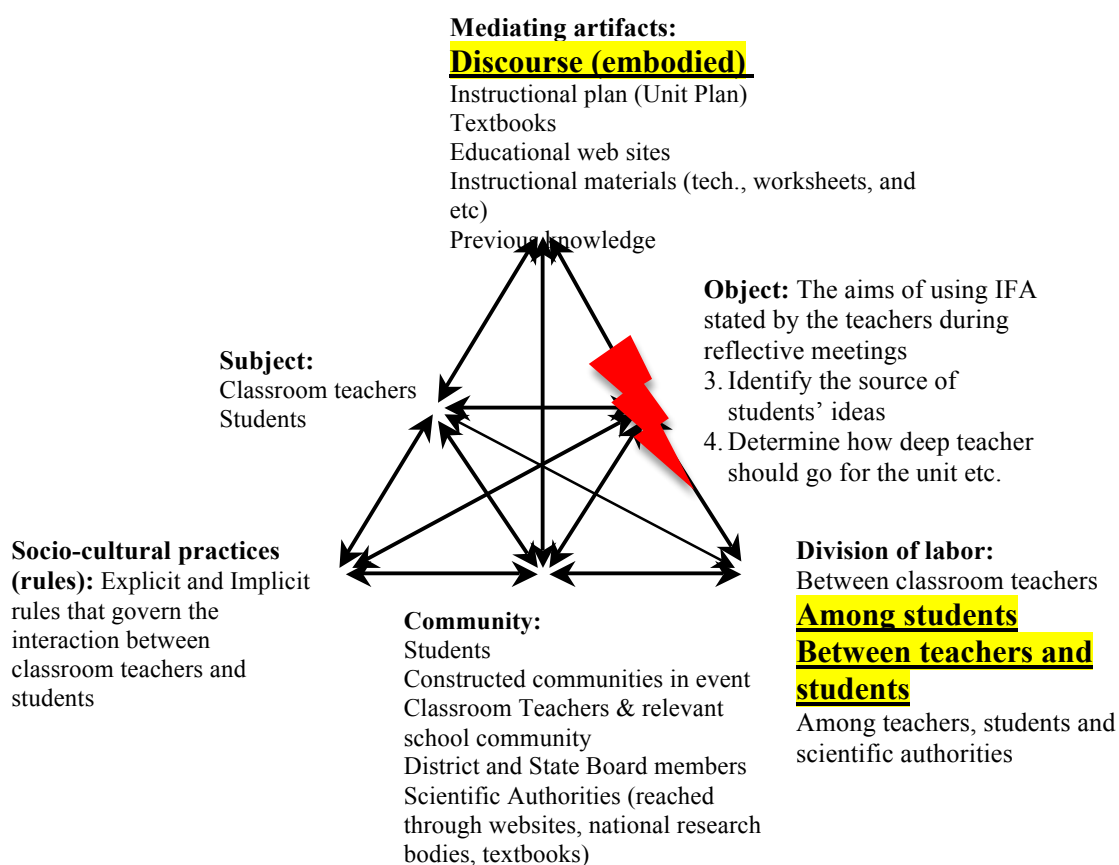 Mediating artifacts:
Discourse (embodied)
Instructional plan (Unit Plan)
Textbooks
Educational web sites
Instructional materials (tech., worksheets, and
etc)
Previous knowledge
Object: The aims of using IFA
stated by the teachers during
reflective meetings
3. Identify the source of
students’ ideas
4. Determine how deep teacher
should go for the unit etc.
Subject:
Classroom teachers
Students
Socio-cultural practices
(rules): Explicit and Implicit
rules that govern the
interaction between
classroom teachers and
students
Community:
Students
Constructed communities in event
Classroom Teachers & relevant
school community
District and State Board members
Scientific Authorities (reached
through websites, national research
bodies, textbooks)
Division of labor:
Between classroom teachers
Among students
Between teachers and
students
Among teachers, students and
scientific authorities